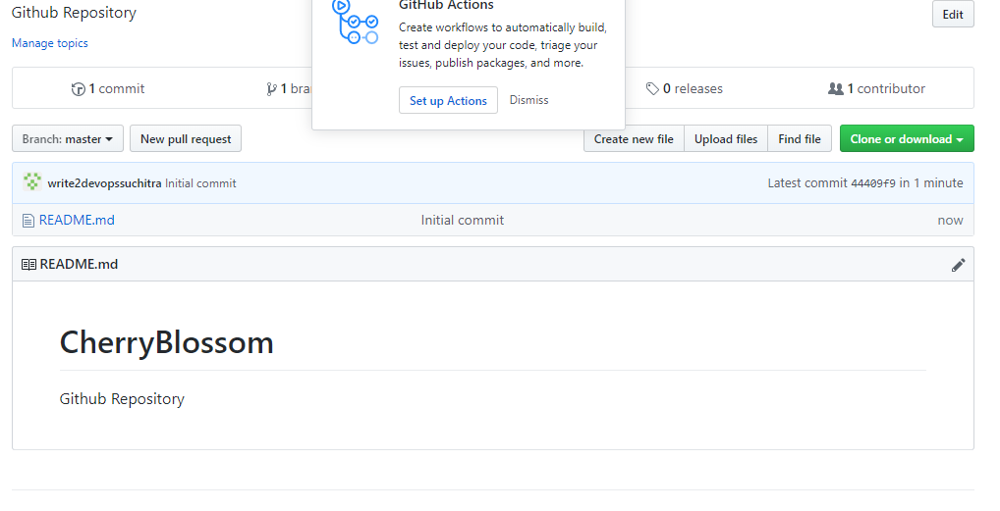 Github Repository
GitHub Actions
Edit
Create workflows to automatically build,
test and deploy your code, triage your
issues, publish packages, and more.
Manage topics
Set up Actions Dismiss
1 commit 1 bra 0 releases 1 contributor
Branch: master New pull request Create new file Upload files Find file Clone or download
write2devopssuchitra Initial commit Latest commit 44409f9 in 1 minute
README.md Initial commit now
README.md
CherryBlossom
Github Repository